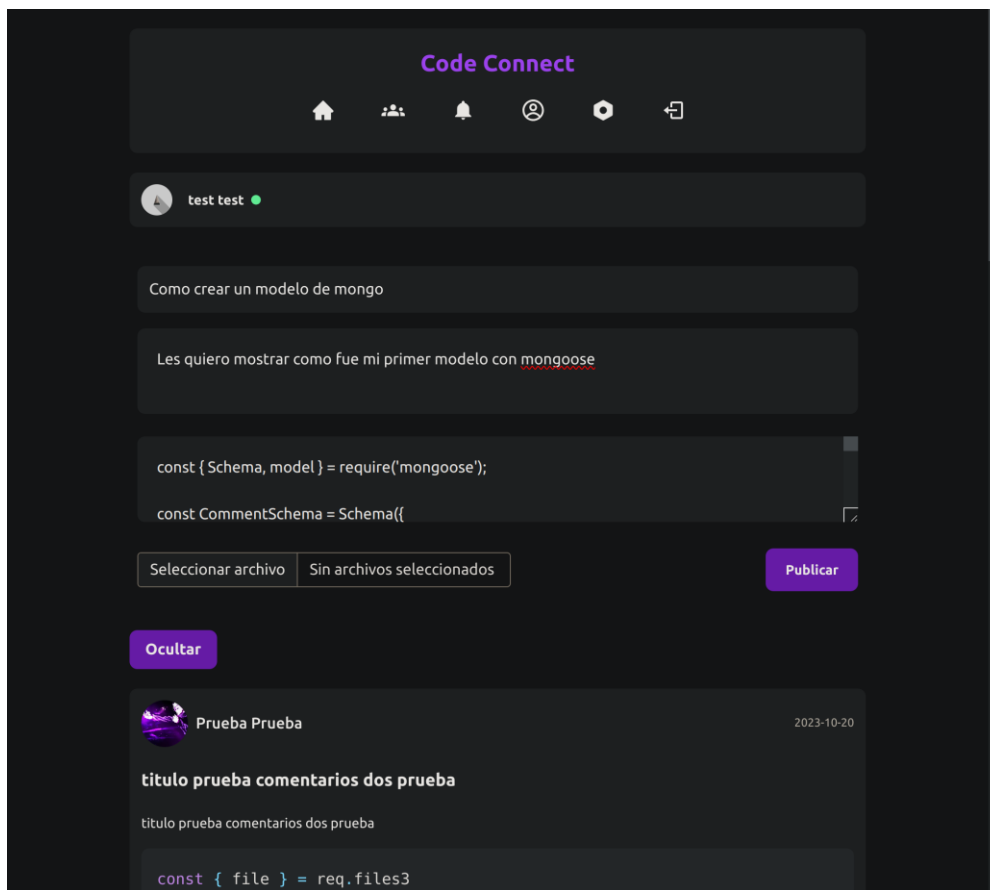 Code Connect
test test
Como crear un modelo de mongo
Les quiero mostrar como fue mi primer modelo con mongoose
const { Schema, model } = require('mongoose');
const CommentSchema = Schema({
Seleccionar archivo Sin archivos seleccionados Publicar
Ocultar
Prueba Prueba 2023-10-20
titulo prueba comentarios dos prueba
titulo prueba comentarios dos prueba
const { file } = req.files3